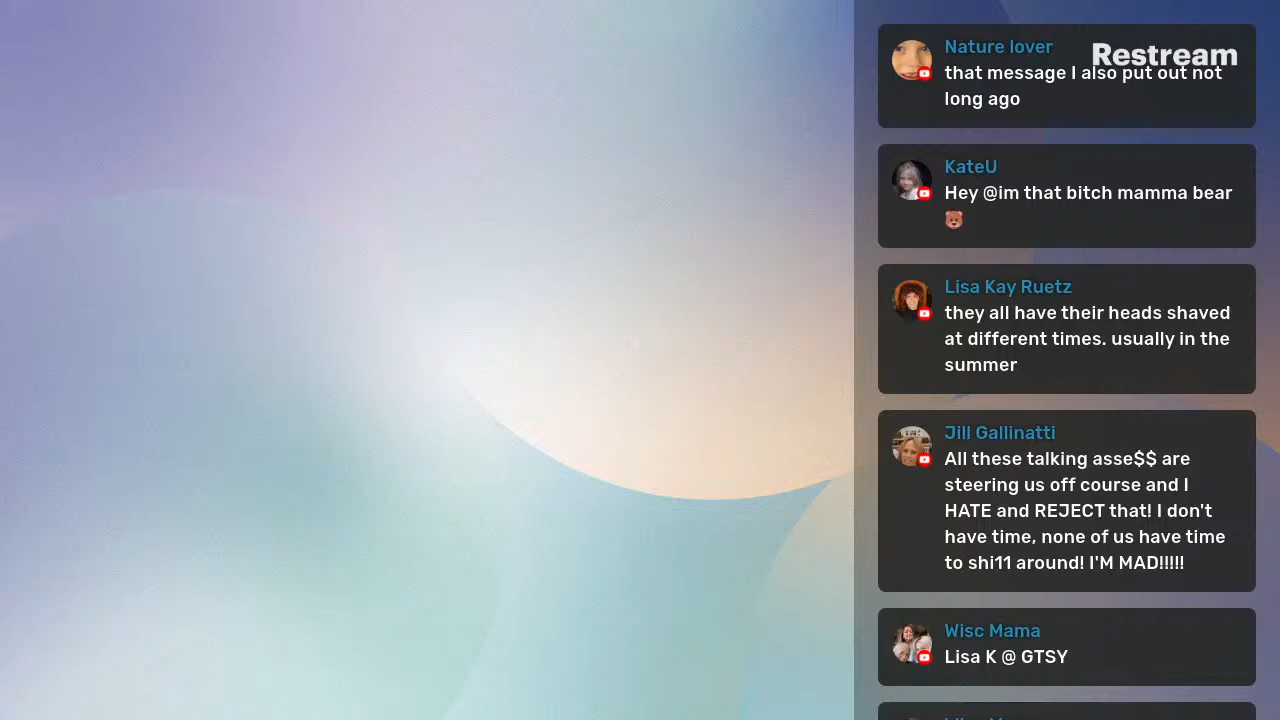 Nature lover
Restream
that message I also put out not
long ago
KateU
Hey @im that bitch mamma bear
🐻
Lisa Kay Ruetz
they all have their heads shaved
at different times. usually in the
summer
Jill Gallinatti
All these talking asse$$ are
steering us off course and I
HATE and REJECT that! I don't
have time, none of us have time
to shi11 around! I'M MAD!!!!!
Wisc Mama
Lisa K @ GTSY